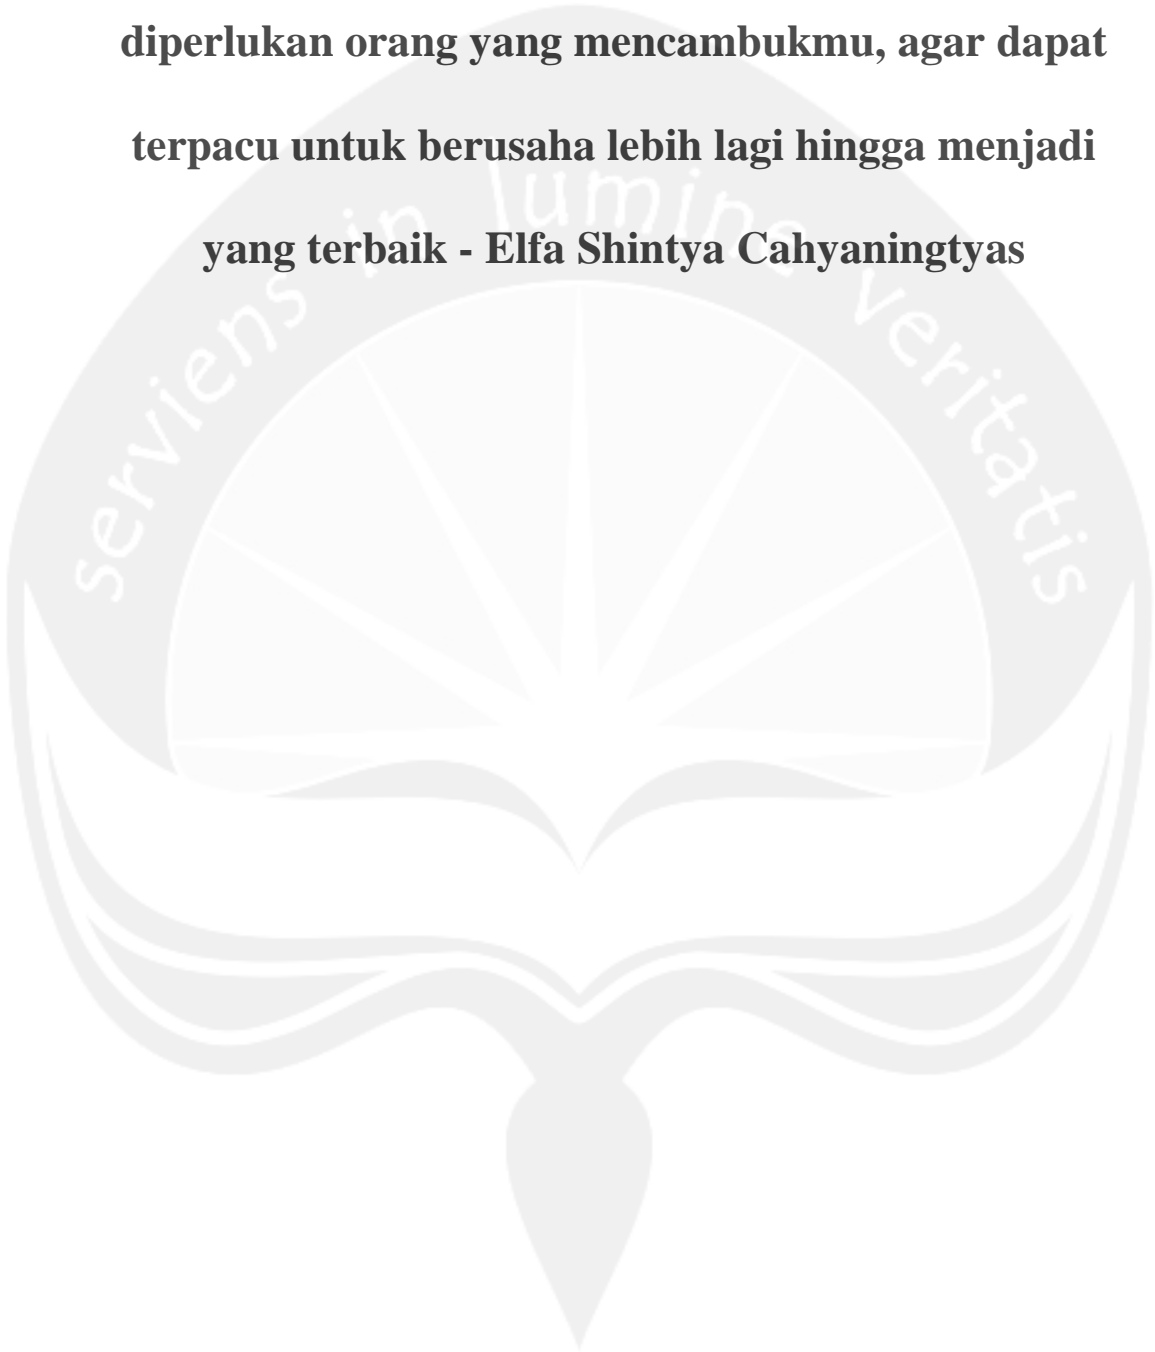 diperlukan orang yang mencambukmu, agar dapat
terpacu untuk berusaha lebih lagi hingga menjadi
yang terbaik - Elfa Shintya Cahyaningtyas
serviens in lumine veritatis